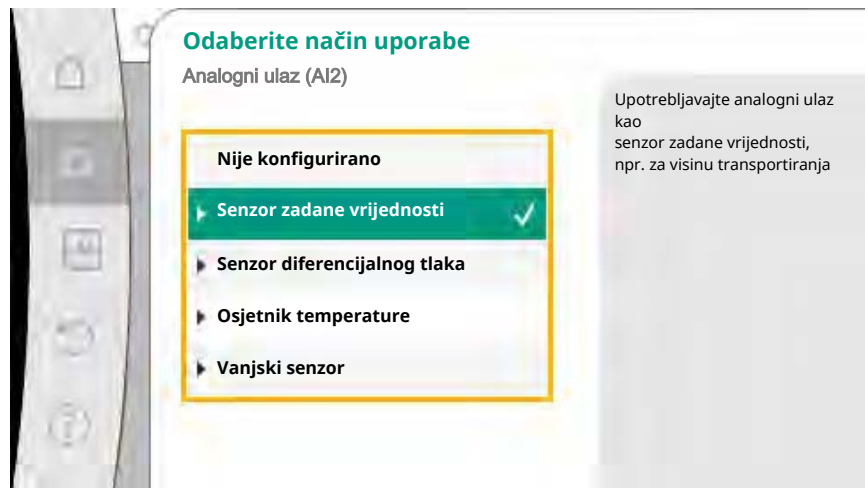 Odaberite način uporabe
Analogni ulaz (AI2)
Nije konfigurirano
Senzor zadane vrijednosti
Senzor diferencijalnog tlaka
Osjetnik temperature
Vanjski senzor
Upotrebljavajte analogni ulaz
kao
senzor zadane vrijednosti,
npr. za visinu transportiranja